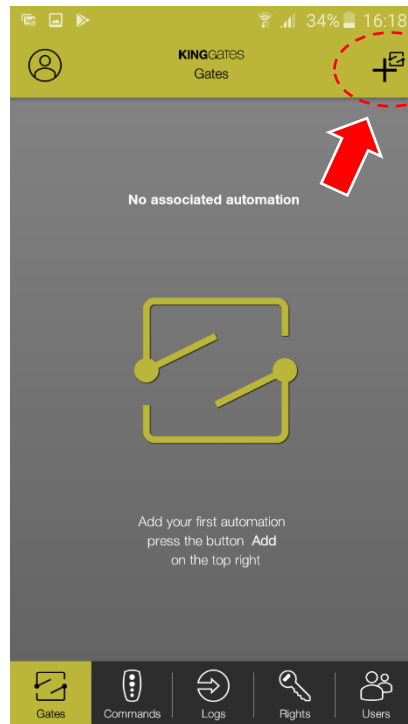 34% 16:18
KINGGATES
Gates
No associated automation
Add your first automation
press the button Add
on the top right
Gates Commands Logs Rights Users